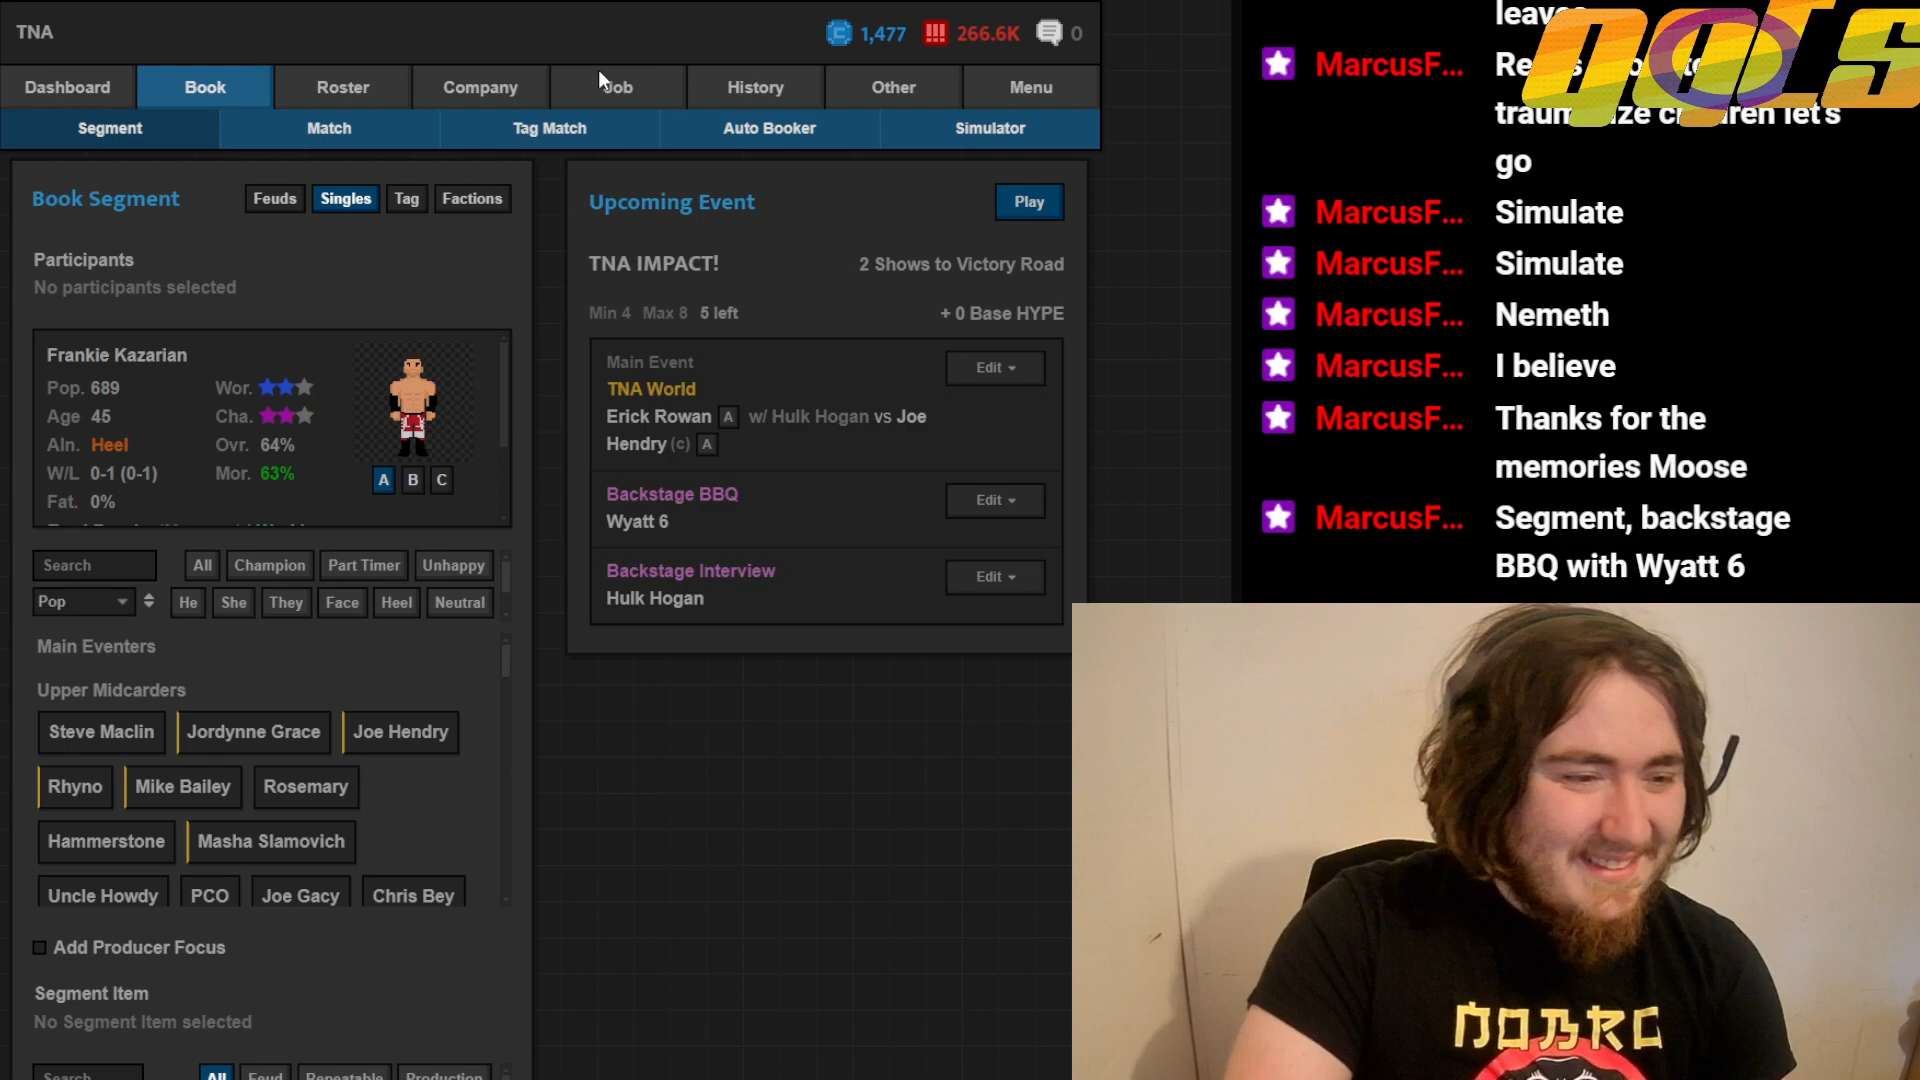 TNA
1,477
266.6K
0
Dashboard
Book
Roster
Company
Job
History
Other
Menu
Segment
Match
Tag Match
Auto Booker
Simulator
Book Segment
Feuds
Singles
Tag
Factions
Participants
No participants selected
Frankie Kazarian
Pop. 689
Wor.
Age 45
Cha.
Aln. Heel
Ovr. 64%
W/L 0-1 (0-1)
Mor. 63%
Fat. 0%
A
B
C
Search
All
Champion
Part Timer
Unhappy
Pop
He
She
They
Face
Heel
Neutral
Main Eventers
Upper Midcarders
Steve Maclin
Jordynne Grace
Joe Hendry
Rhyno
Mike Bailey
Rosemary
Hammerstone
Masha Slamovich
Uncle Howdy
PCO
Joe Gacy
Chris Bey
Add Producer Focus
Segment Item
No Segment Item selected
Search
All
Feud
Repeatable
Production
Upcoming Event
Play
TNA IMPACT!
2 Shows to Victory Road
Min 4 Max 8 5 left
+ 0 Base HYPE
Main Event
Edit
TNA World
Erick Rowan A w/ Hulk Hogan vs Joe
Hendry (c) A
Backstage BBQ
Edit
Wyatt 6
Backstage Interview
Edit
Hulk Hogan
leaves
MarcusF...
go
MarcusF... Simulate
MarcusF... Simulate
MarcusF... Nemeth
MarcusF... I believe
MarcusF... Thanks for the
memories Moose
MarcusF... Segment, backstage
BBQ with Wyatt 6